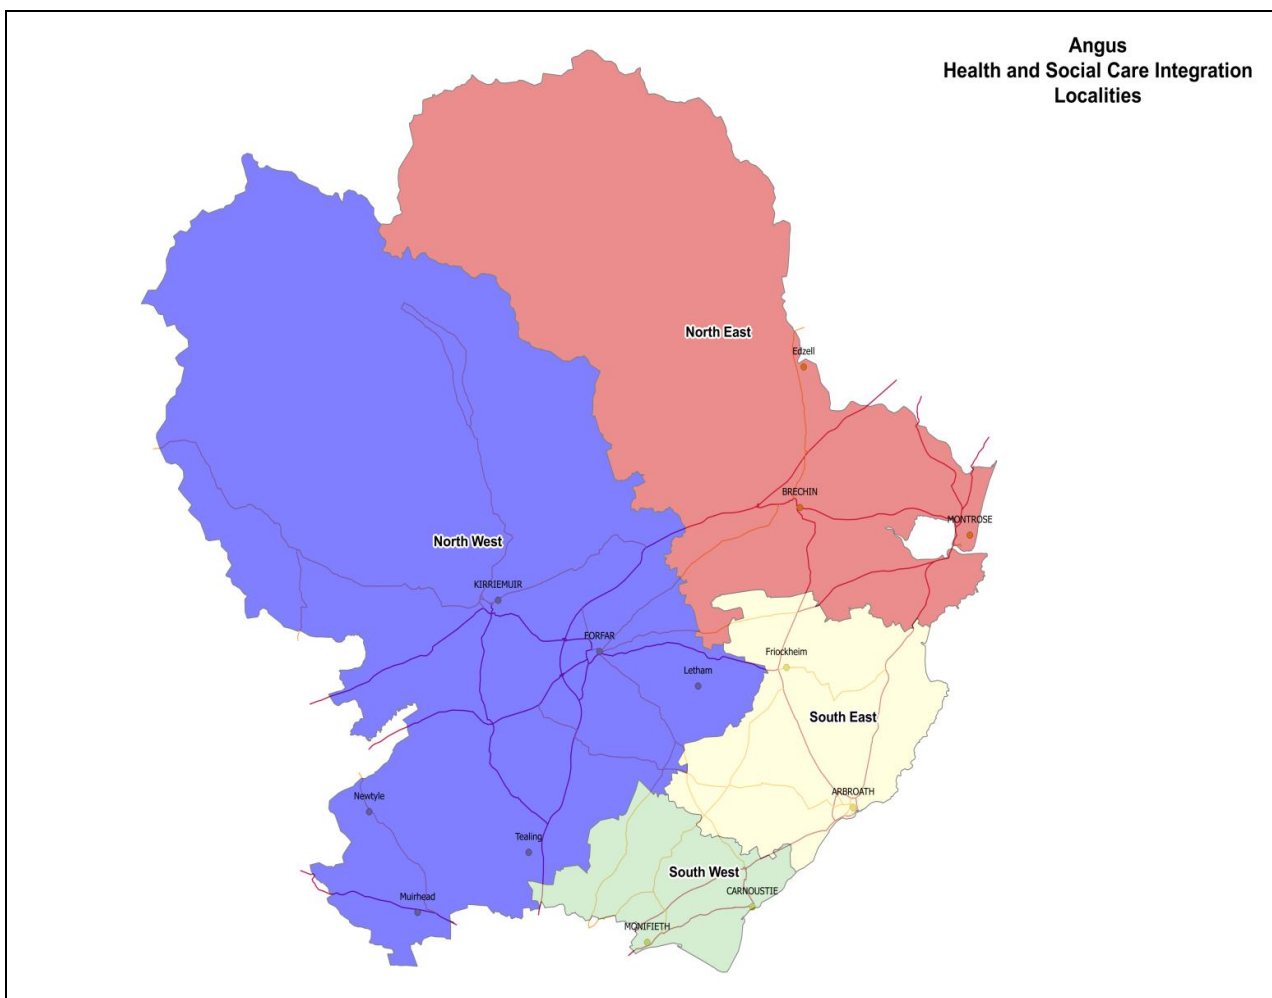 Angus
Health and Social Care Integration
Localities
North East
Edzell
BRECHIN
MONTROSE
North West
KIRRIEMUIR
FORFAR
Letham
Friockheim
South East
Newtyle
ARBROATH
Tealing
South West
CARNOUSTIE
Muirhead
MONIFIETH